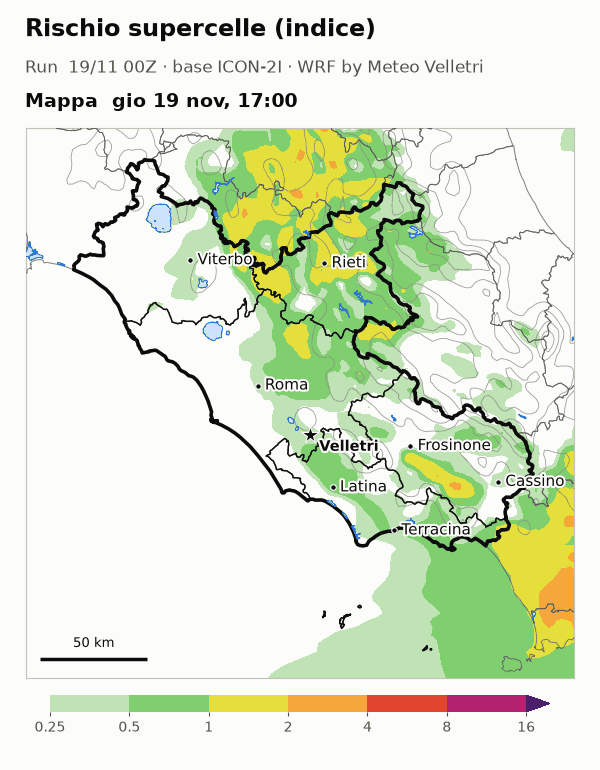 Rischio supercelle (indice)
Run 19/11 00Z · base ICON-2I · WRF by Meteo Velletri
Mappa gio 19 nov, 17:00
Viterbo
Rieti
Roma
Velletri
Frosinone
Latina
Cassino
Terracina
50 km
0.25 0.5 1 2 4 8 16